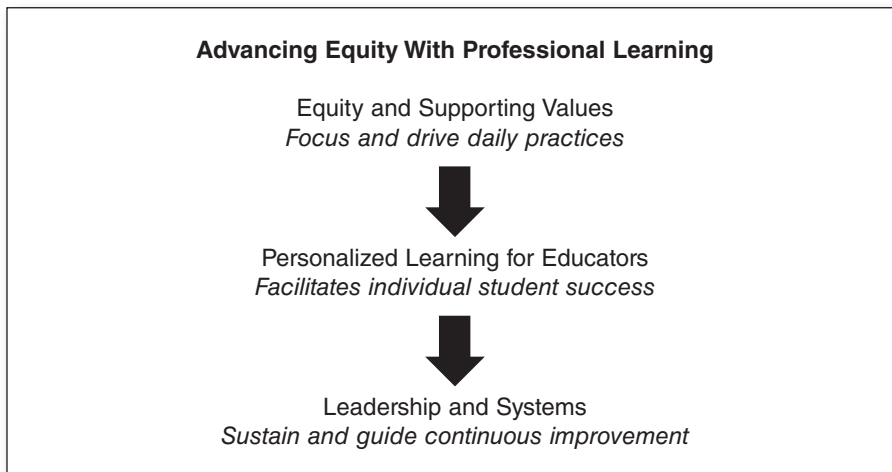 Advancing Equity With Professional Learning
Equity and Supporting Values
Focus and drive daily practices
Personalized Learning for Educators
Facilitates individual student success
Leadership and Systems
Sustain and guide continuous improvement